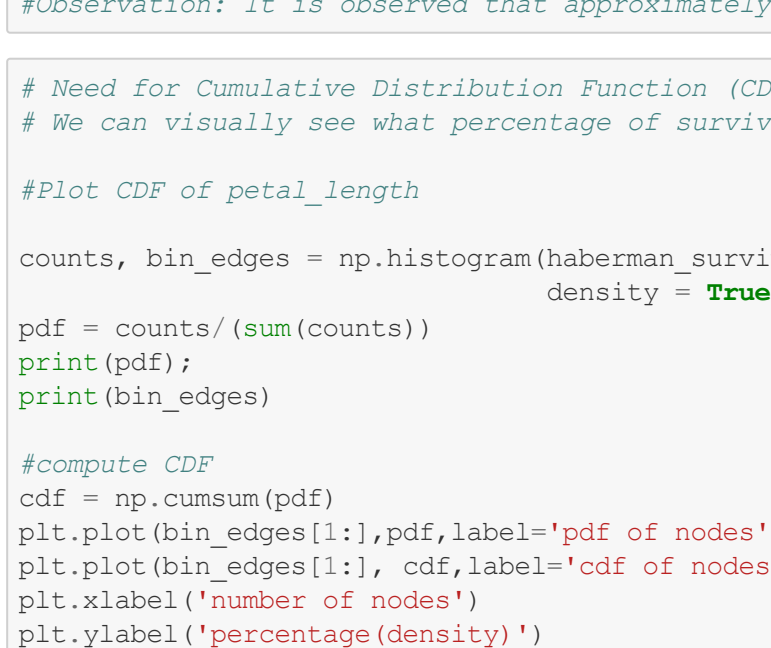 #Observation: It is observed that approximately
# Need for Cumulative Distribution Function (CD
# We can visually see what percentage of surviv
#Plot CDF of petal_length
counts, bin_edges = np.histogram(haberman_survi
density = True
pdf = counts/(sum(counts))
print(pdf);
print(bin_edges)
#compute CDF
cdf = np.cumsum(pdf)
plt.plot(bin_edges[1:],pdf,label='pdf of nodes'
plt.plot(bin_edges[1:], cdf,label='cdf of nodes
plt.xlabel('number of nodes')
plt.ylabel('percentage(density)')